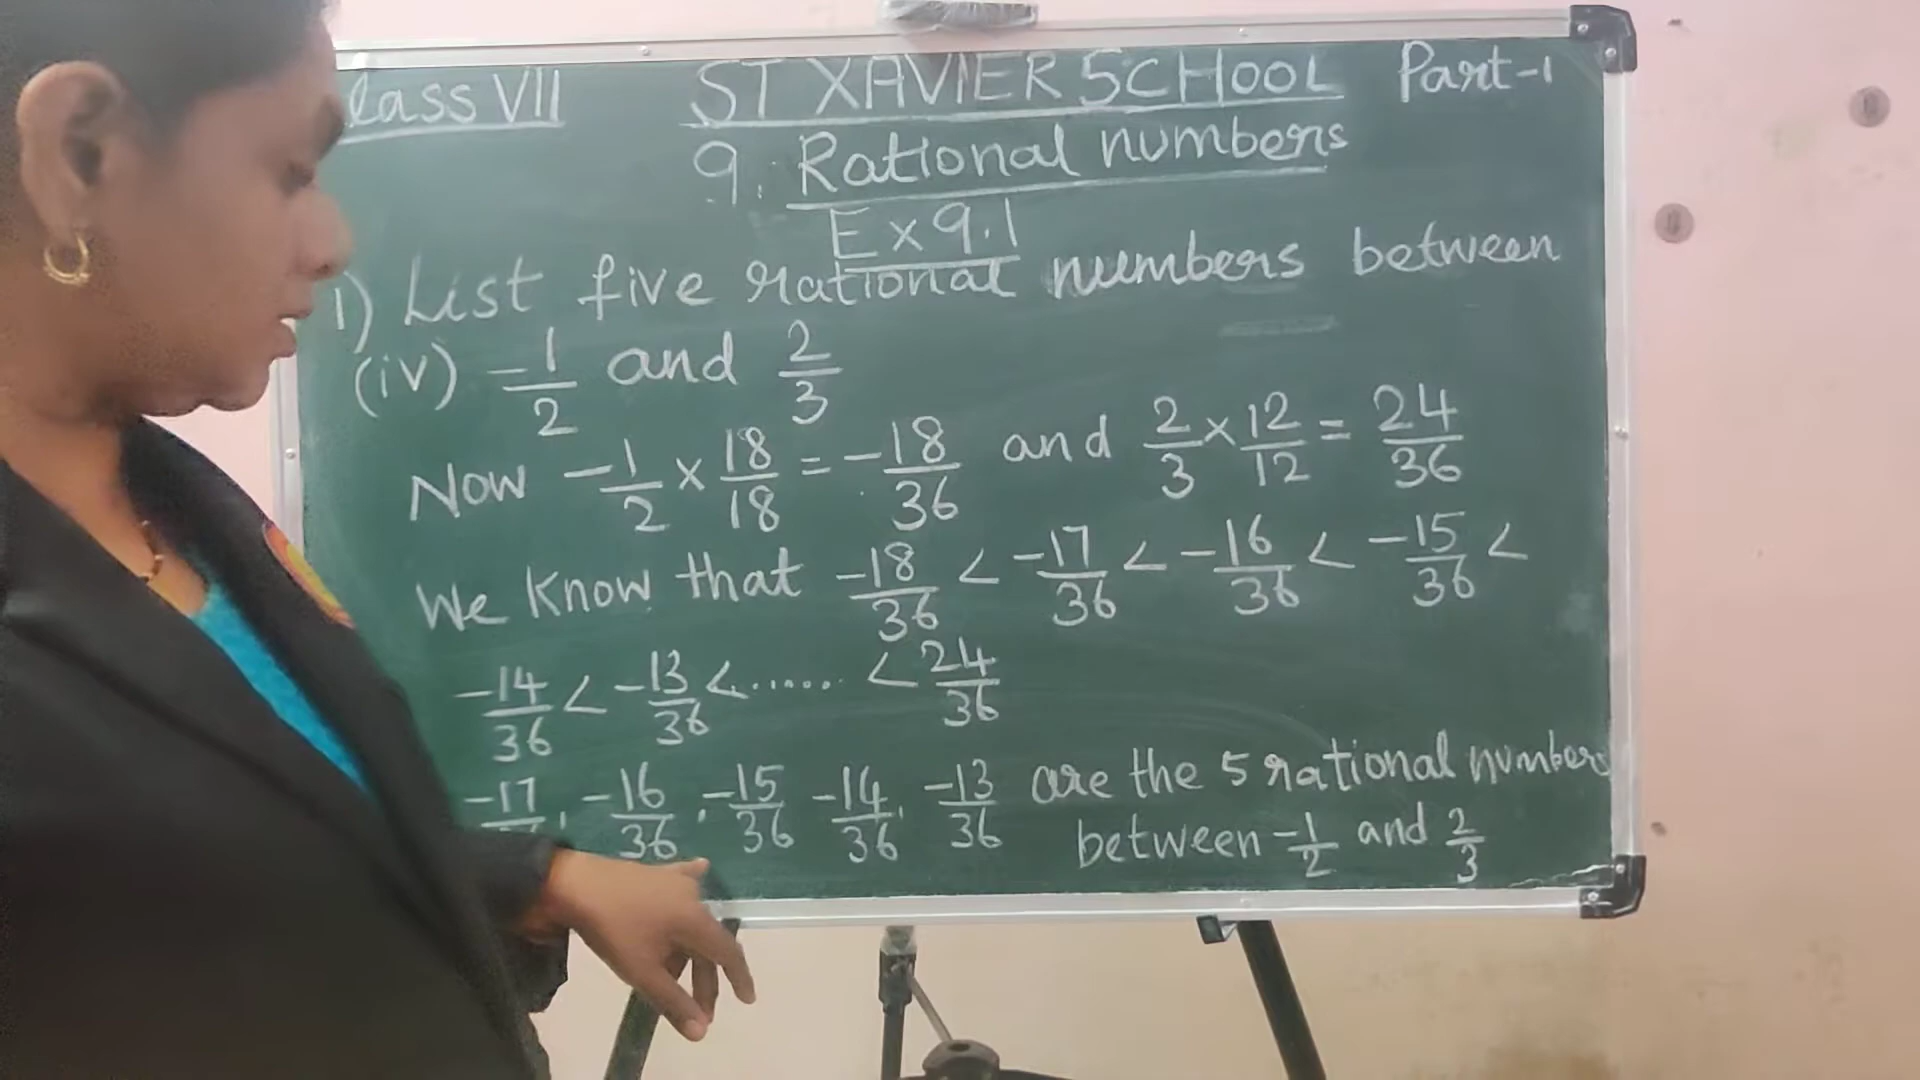 lass VII ST XAVIER SCHOOL Part-1
9. Rational numbers
Ex 9.1
1) List five rational numbers between
(iv) -1/2 and 2/3
Now -1/2 × 18/18 = -18/36 and 2/3 × 12/12 = 24/36
We know that -18/36 < -17/36 < -16/36 < -15/36 <
-14/36 < -13/36 < ...... < 24/36
-17/36, -16/36, -15/36 -14/36, -13/36 are the 5 rational numbers
between -1/2 and 2/3